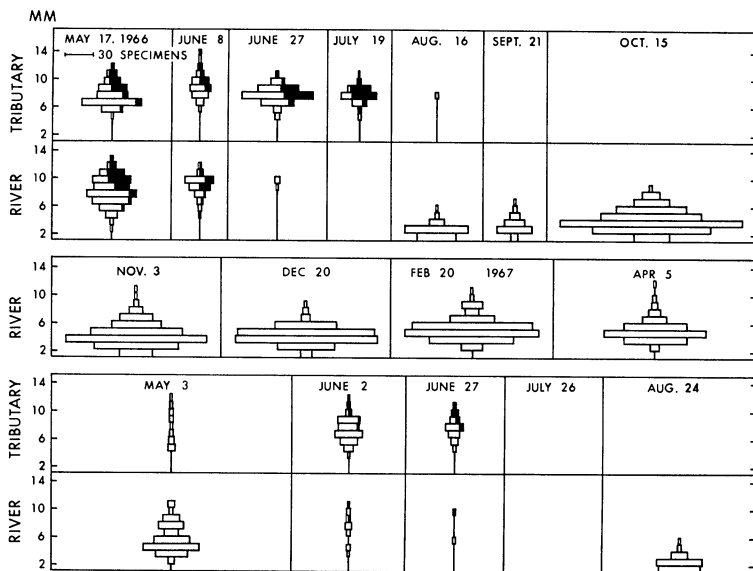 MM
MAY 17, 1966 JUNE 8 JUNE 27 JULY 19 AUG. 16 SEPT. 21 OCT. 15
30 SPECIMENS
TRIBUTARY
14
10
6
2
RIVER
14
10
6
2
NOV. 3 DEC 20 FEB 20 1967 APR 5
RIVER
14
10
6
2
MAY 3 JUNE 2 JUNE 27 JULY 26 AUG. 24
TRIBUTARY
14
10
6
2
RIVER
14
10
6
2